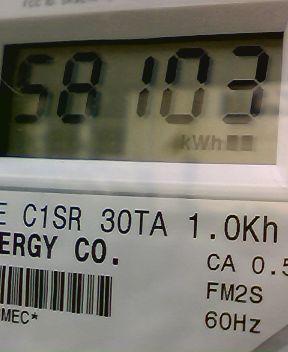 58103
kWh
E C1SR 30TA 1.0Kh
ERGY CO.
CA 0.5
FM2S
MEC*
60Hz